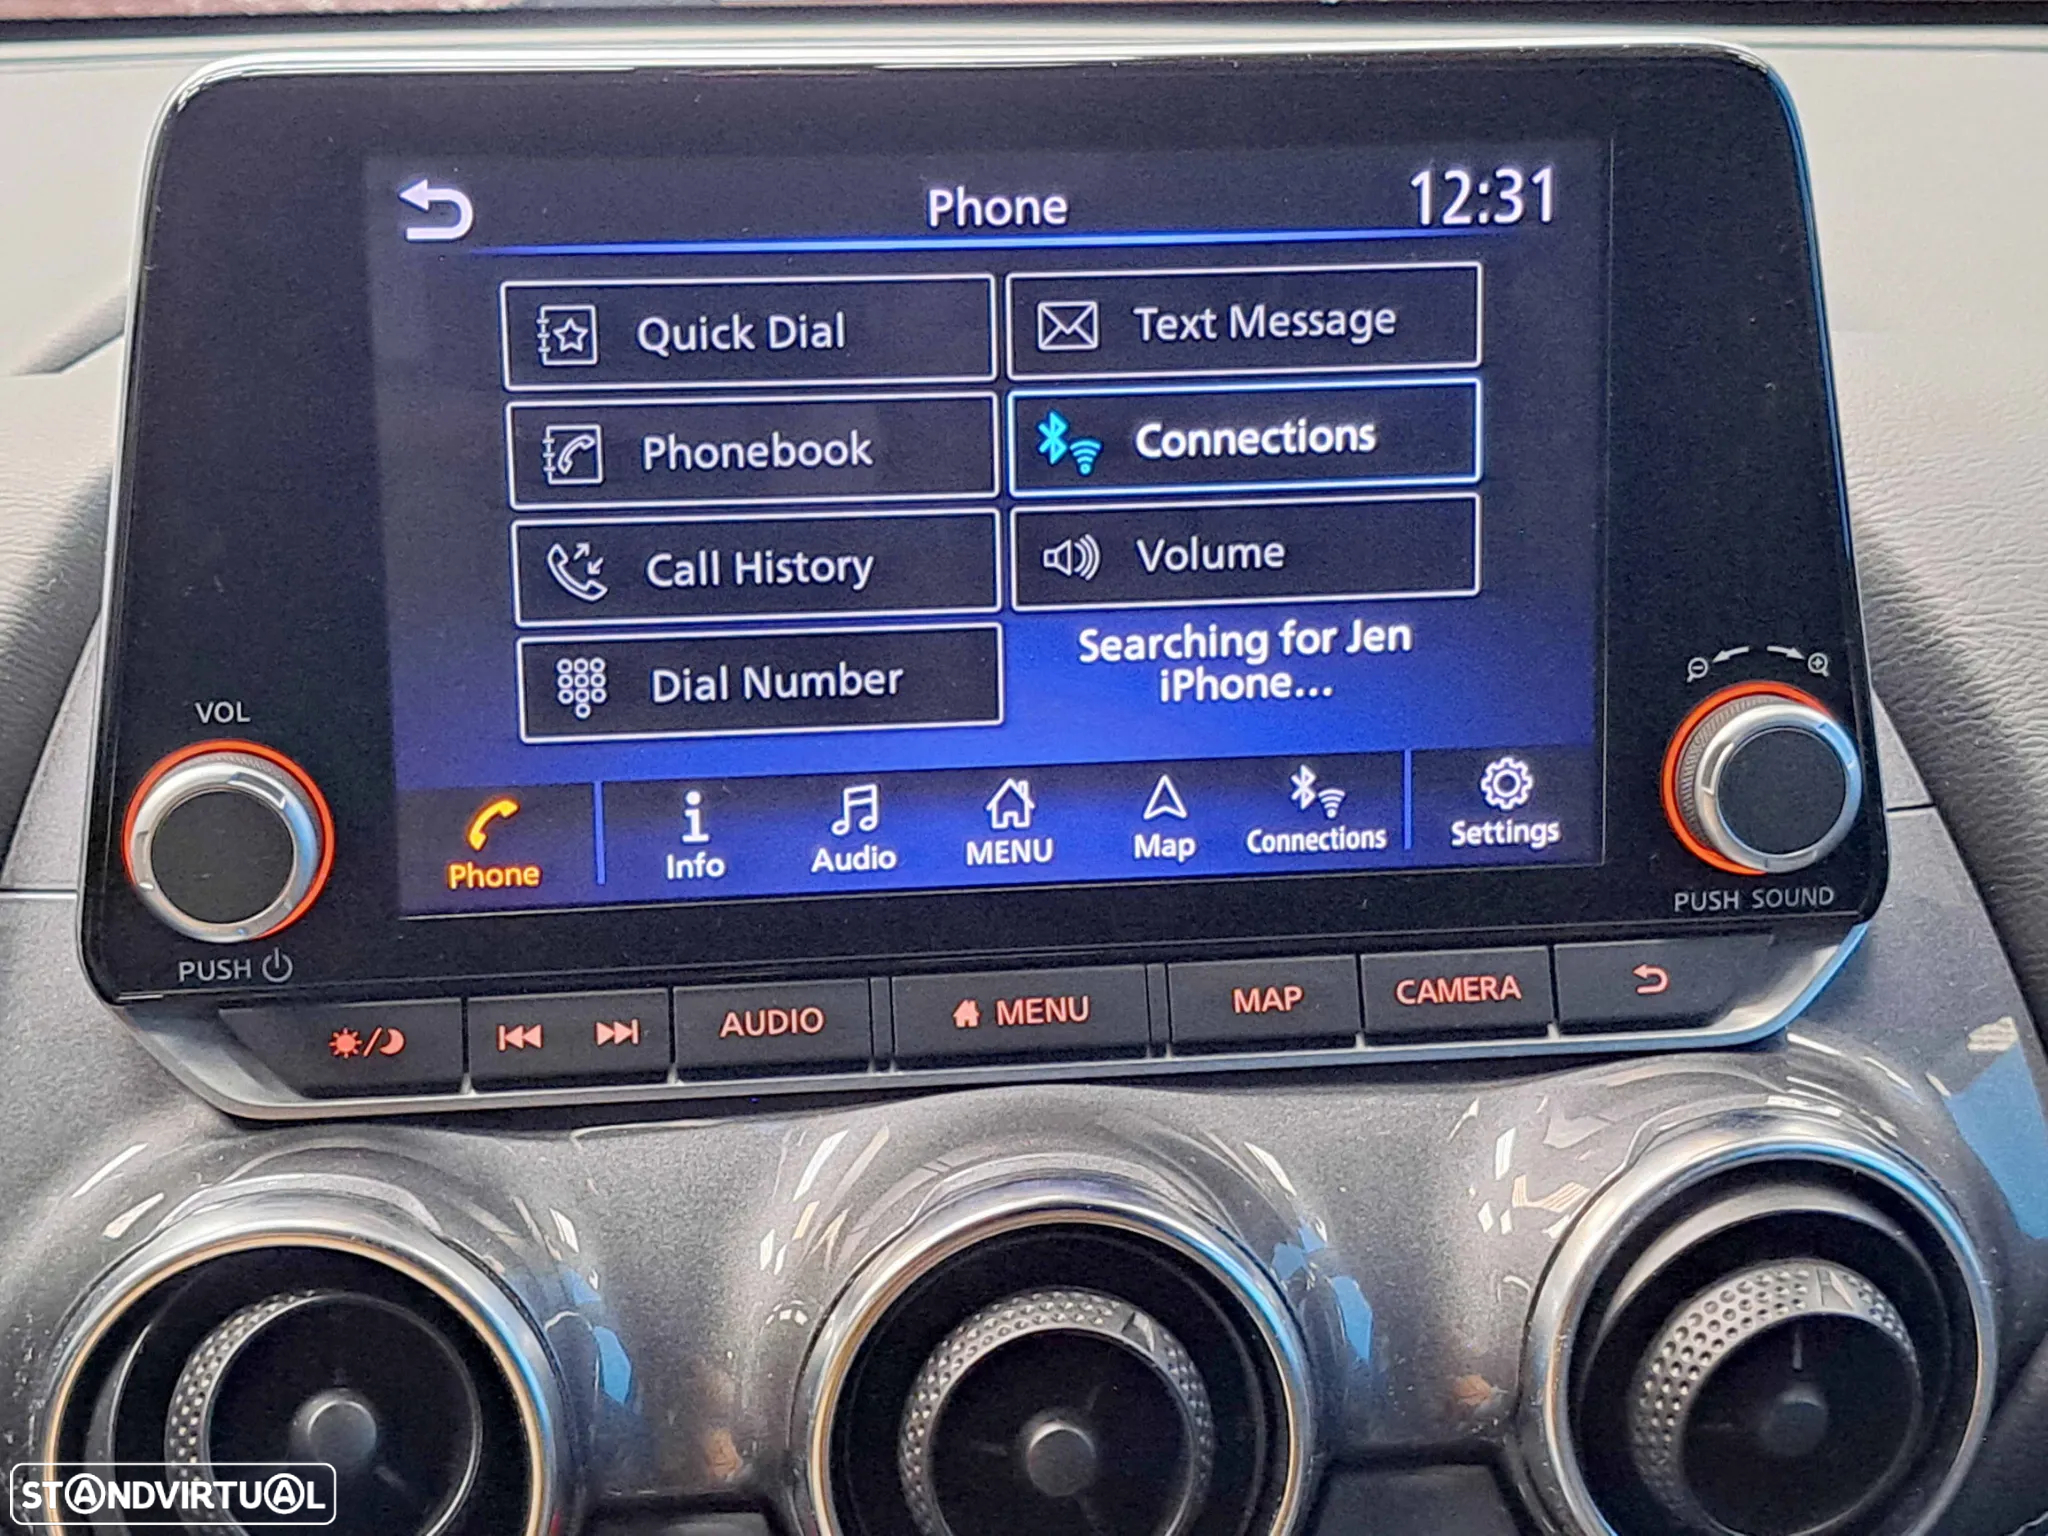 Phone
12:31
Quick Dial
Text Message
Phonebook
Connections
Call History
Volume
Dial Number
Searching for Jen
iPhone...
VOL
PUSH
Phone
Info
Audio
MENU
Map
Connections
Settings
PUSH SOUND
AUDIO
MENU
MAP
CAMERA
STANDVIRTUAL